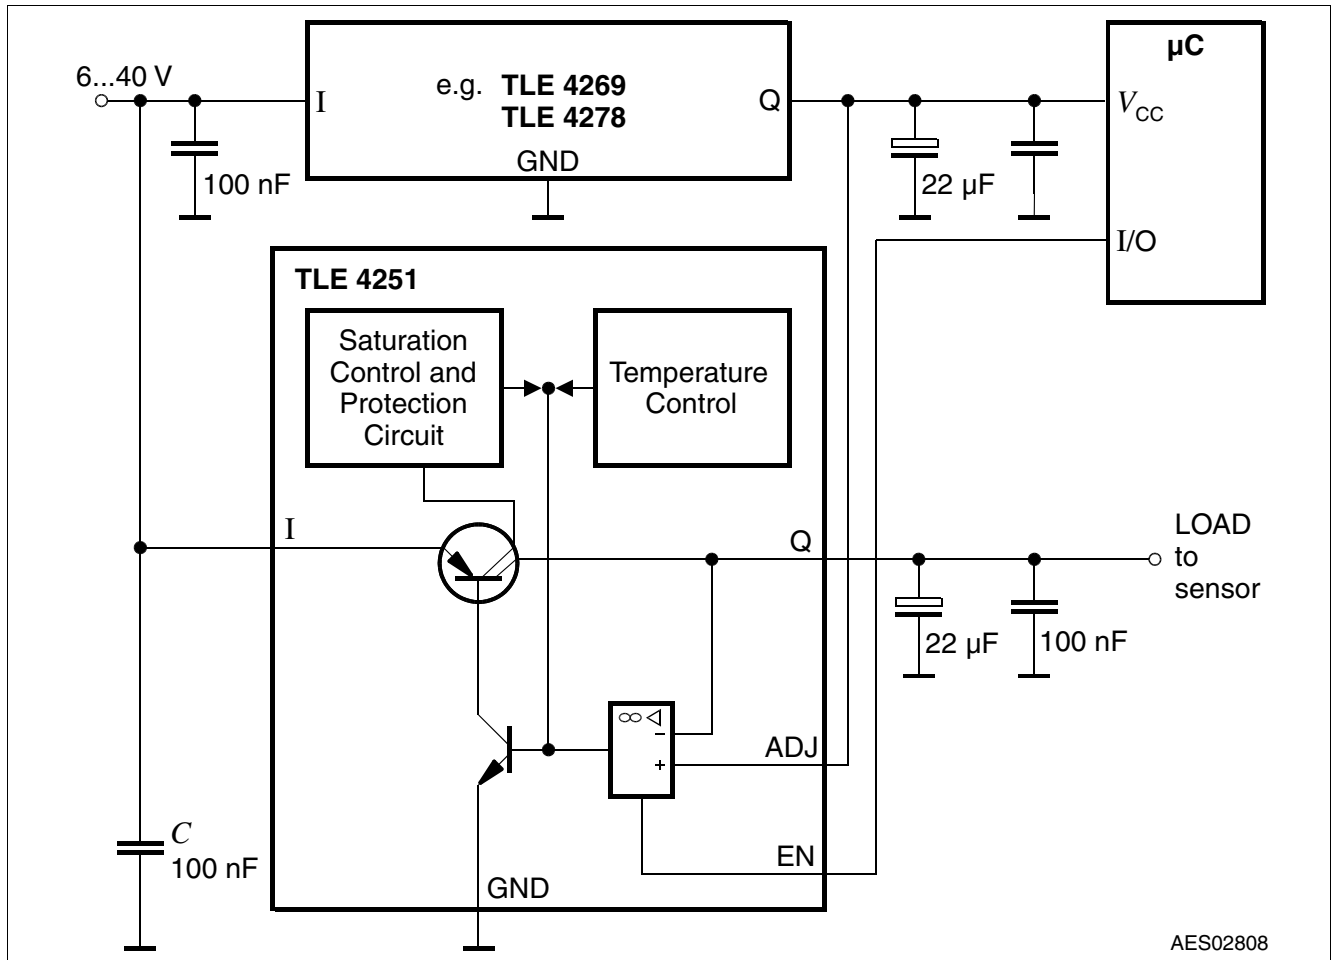 6...40 V
I
e.g. TLE 4269
TLE 4278
Q
GND
100 nF
22 µF
µC
VCC
I/O
TLE 4251
Saturation
Control and
Protection
Circuit
Temperature
Control
I
Q
LOAD
to
sensor
22 µF
100 nF
∞
−
+
ADJ
EN
C
100 nF
GND
AES02808